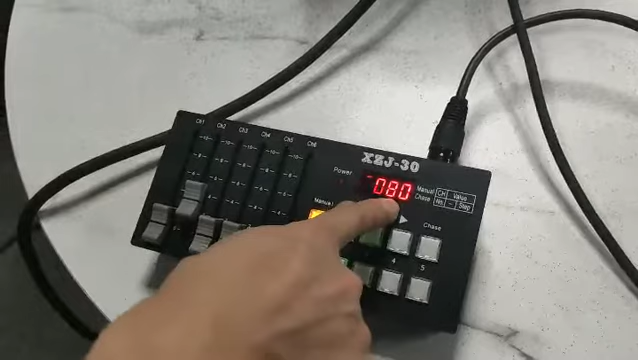 CH1 CH2 CH3 CH4 CH5 CH6
XZJ-30
Power
080
Manual CH Value
Chase Nb - Step
Manual
Chase
4 5